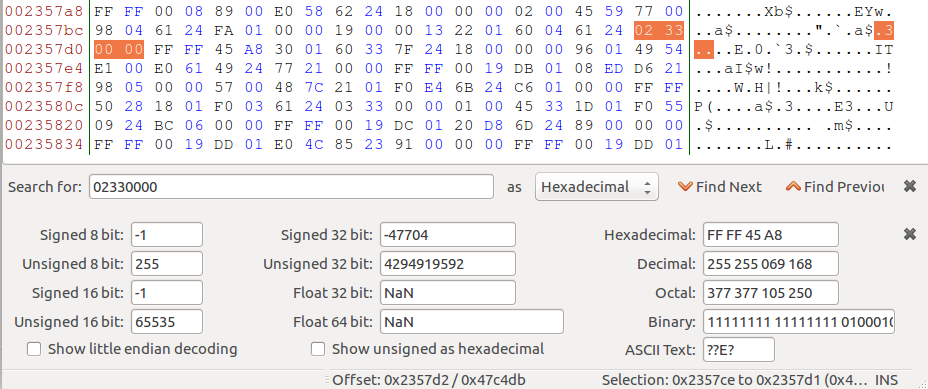 002357a8 FF FF 00 08 89 00 E0 58 62 24 18 00 00 00 02 00 45 59 77 00 .......Xb$......EYw.
002357bc 98 04 61 24 FA 01 00 00 19 00 00 13 22 01 60 04 61 24 02 33 ..a$........".`.a$.3
002357d0 00 00 FF FF 45 A8 30 01 60 33 7F 24 18 00 00 00 96 01 49 54 ....E.0.`3.$......IT
002357e4 E1 00 E0 61 49 24 77 21 00 00 FF FF 00 19 DB 01 08 ED D6 21 ...aI$w!...........!
002357f8 98 05 00 00 57 00 48 7C 21 01 F0 E4 6B 24 C6 01 00 00 FF FF ....W.H|!...k$......
0023580c 50 28 18 01 F0 03 61 24 03 33 00 00 01 00 45 33 1D 01 F0 55 P(....a$.3....E3...U
00235820 09 24 BC 06 00 00 FF FF 00 19 DC 01 20 D8 6D 24 89 00 00 00 .$.......... .m$....
00235834 FF FF 00 19 DD 01 E0 4C 85 23 91 00 00 00 FF FF 00 19 DD 01 .......L.#..........
Search for: 02330000 as Hexadecimal Find Next Find Previou
Signed 8 bit: -1 Signed 32 bit: -47704 Hexadecimal: FF FF 45 A8
Unsigned 8 bit: 255 Unsigned 32 bit: 4294919592 Decimal: 255 255 069 168
Signed 16 bit: -1 Float 32 bit: NaN Octal: 377 377 105 250
Unsigned 16 bit: 65535 Float 64 bit: NaN Binary: 11111111 11111111 0100010
Show little endian decoding Show unsigned as hexadecimal ASCII Text: ??E?
Offset: 0x2357d2 / 0x47c4db Selection: 0x2357ce to 0x2357d1 (0x4... INS